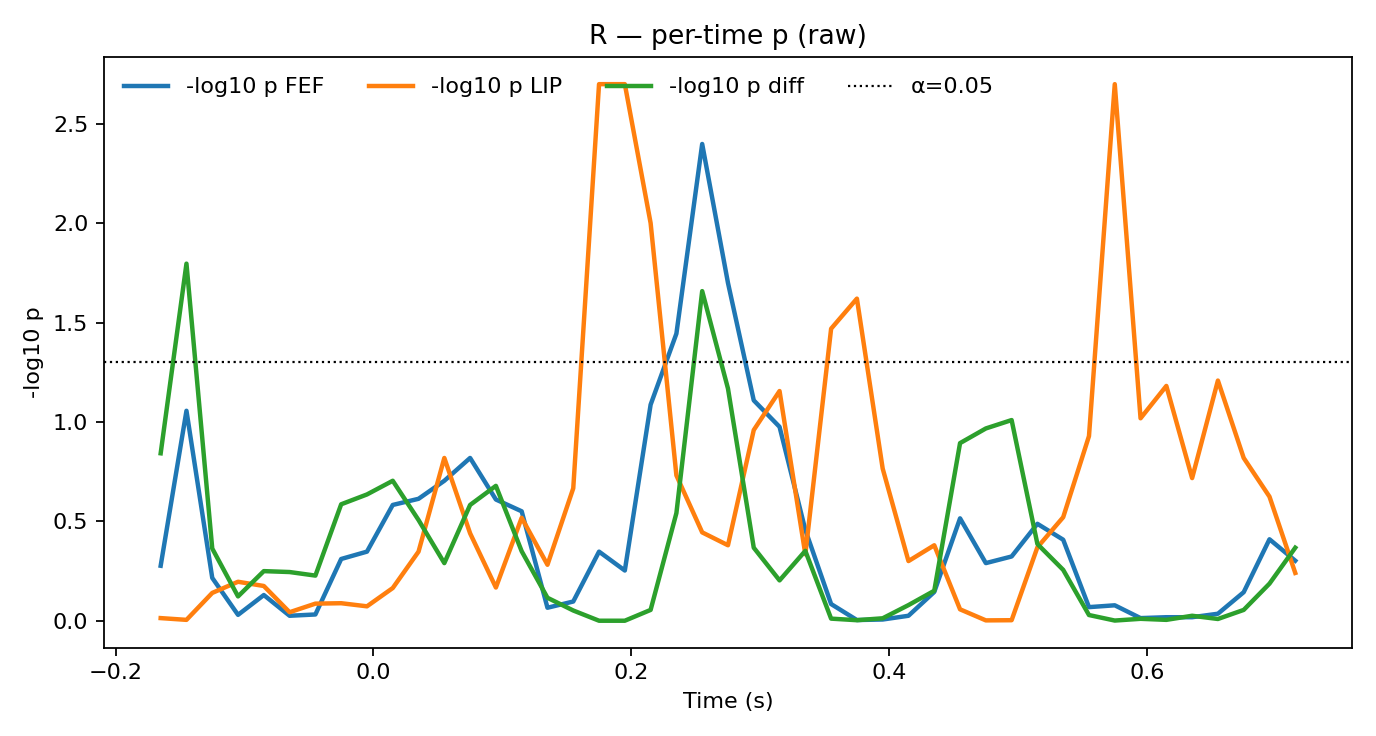 R — per-time p (raw)
-log10 p FEF
-log10 p LIP
-log10 p diff
α=0.05
2.5
2.0
1.5
1.0
0.5
0.0
-log10 p
−0.2
0.0
0.2
0.4
0.6
Time (s)